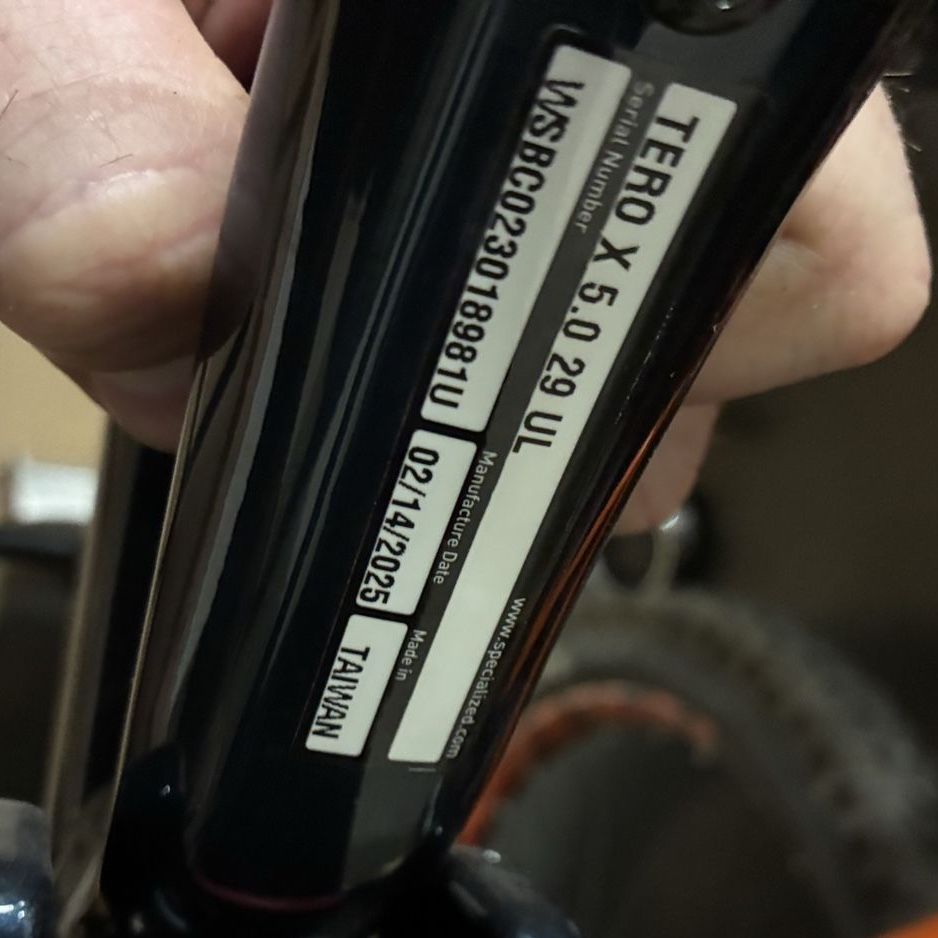 TERO X 5.0 29 UL
www.specialized.com
Serial Number
WSBC023018981U
Manufacture Date
02/14/2025
Made in
TAIWAN